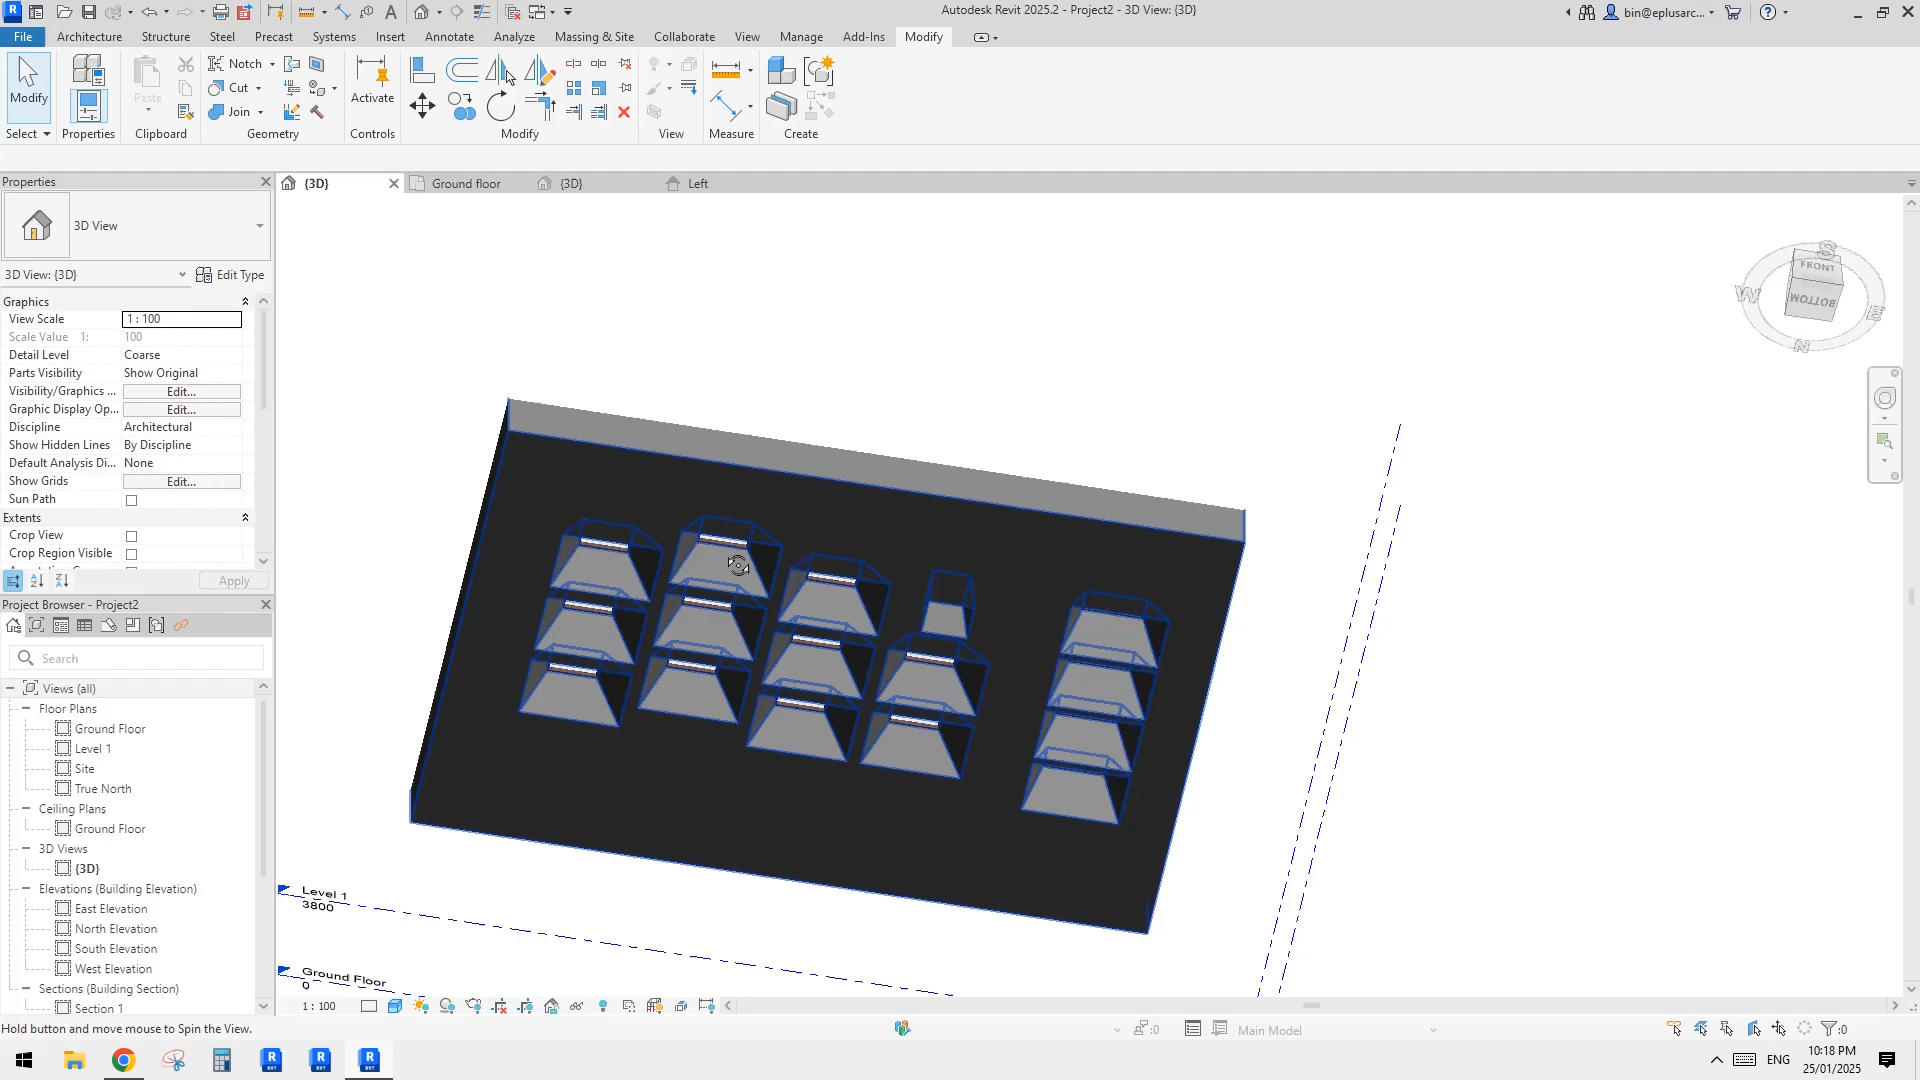 Autodesk Revit 2025.2 - Project2 - 3D View: {3D}
bin@eplusarc...
File
Architecture
Structure
Steel
Precast
Systems
Insert
Annotate
Analyze
Massing & Site
Collaborate
View
Manage
Add-Ins
Modify
Modify
Paste
Notch
Cut
Join
Activate
Select
Properties
Clipboard
Geometry
Controls
Modify
View
Measure
Create
Properties
{3D}
Ground floor
{3D}
Left
3D View
3D View: {3D}
Edit Type
Graphics
View Scale
1 : 100
Scale Value 1:
100
Detail Level
Coarse
Parts Visibility
Show Original
Visibility/Graphics ...
Edit...
Graphic Display Op...
Edit...
Discipline
Architectural
Show Hidden Lines
By Discipline
Default Analysis Di...
None
Show Grids
Edit...
Sun Path
Extents
Crop View
Crop Region Visible
Apply
Project Browser - Project2
Search
Views (all)
Floor Plans
Ground Floor
Level 1
Site
True North
Ceiling Plans
Ground Floor
3D Views
{3D}
Elevations (Building Elevation)
East Elevation
North Elevation
South Elevation
West Elevation
Sections (Building Section)
Section 1
S
FRONT
BOTTOM
W
E
N
Level 1
3800
Ground Floor
0
1 : 100
Hold button and move mouse to Spin the View.
:0
Main Model
:0
ENG
10:18 PM
25/01/2025